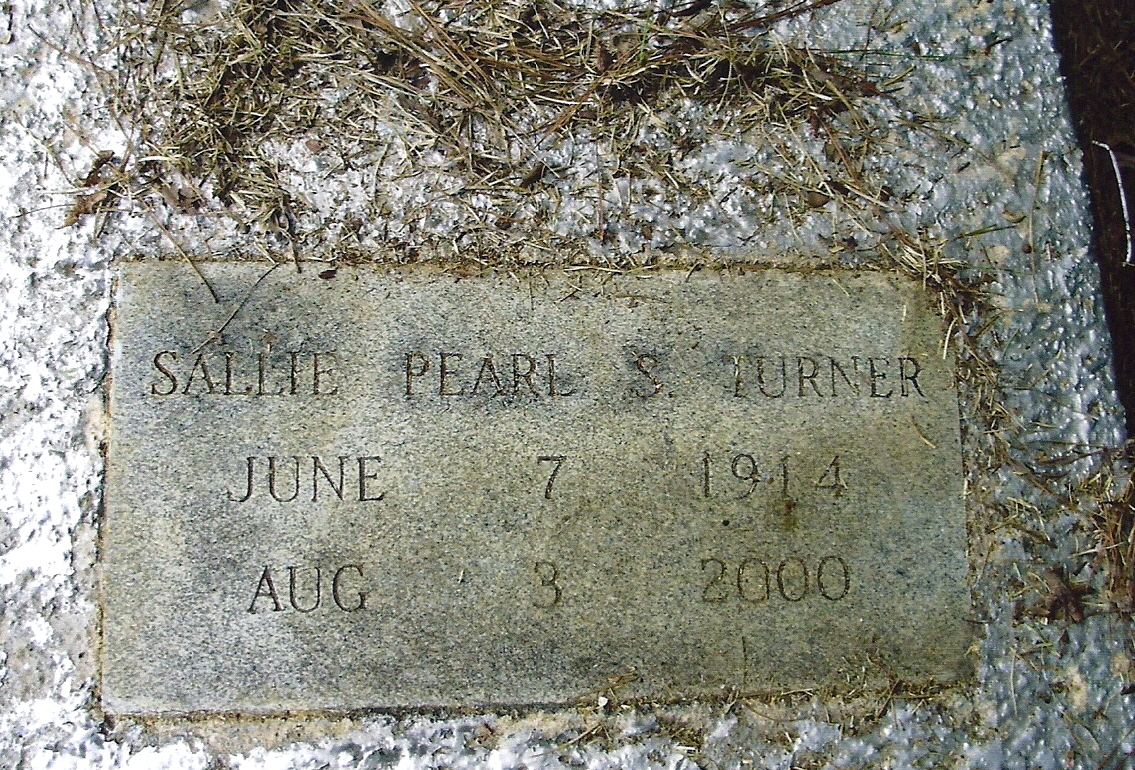 SALLIE PEARL S. TURNER
JUNE 7 1914
AUG 3 2000